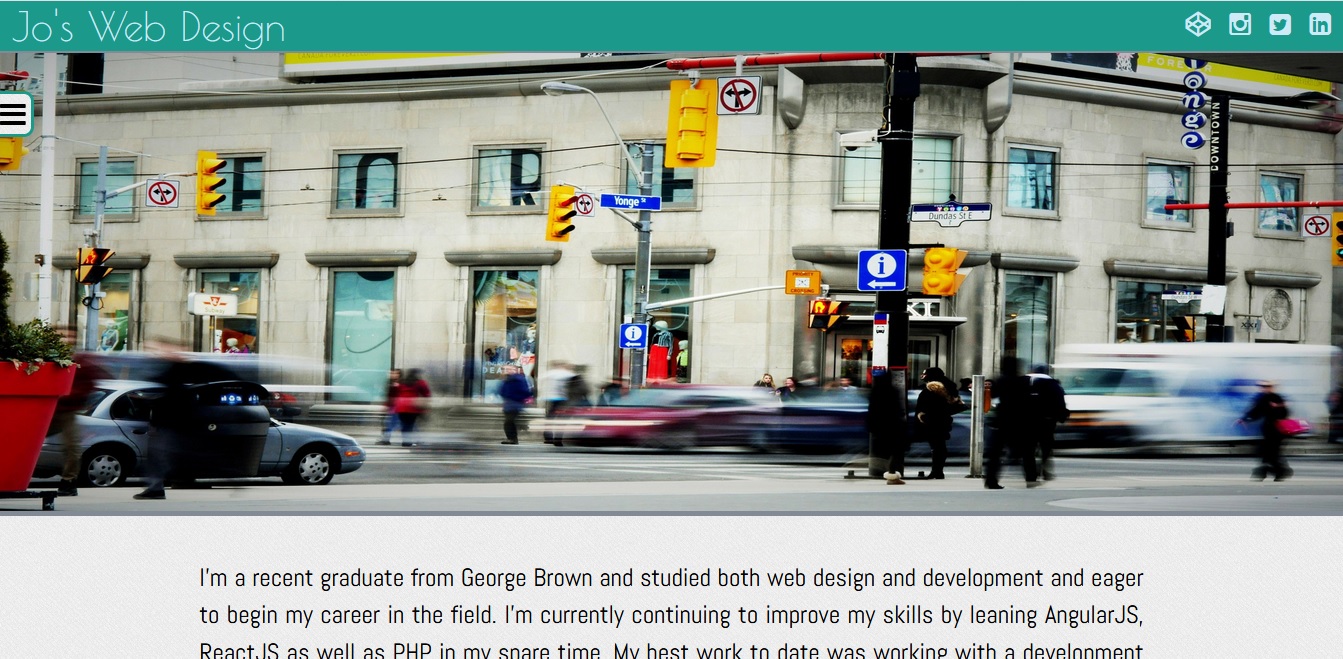 Jo's Web Design
FORE
Yonge
DOWNTOWN
F O R E
Yonge St
Dundas St E
Subway
I'm a recent graduate from George Brown and studied both web design and development and eager
to begin my career in the field. I'm currently continuing to improve my skills by leaning AngularJS,
ReactJS as well as PHP in my spare time. My best work to date was working with a development